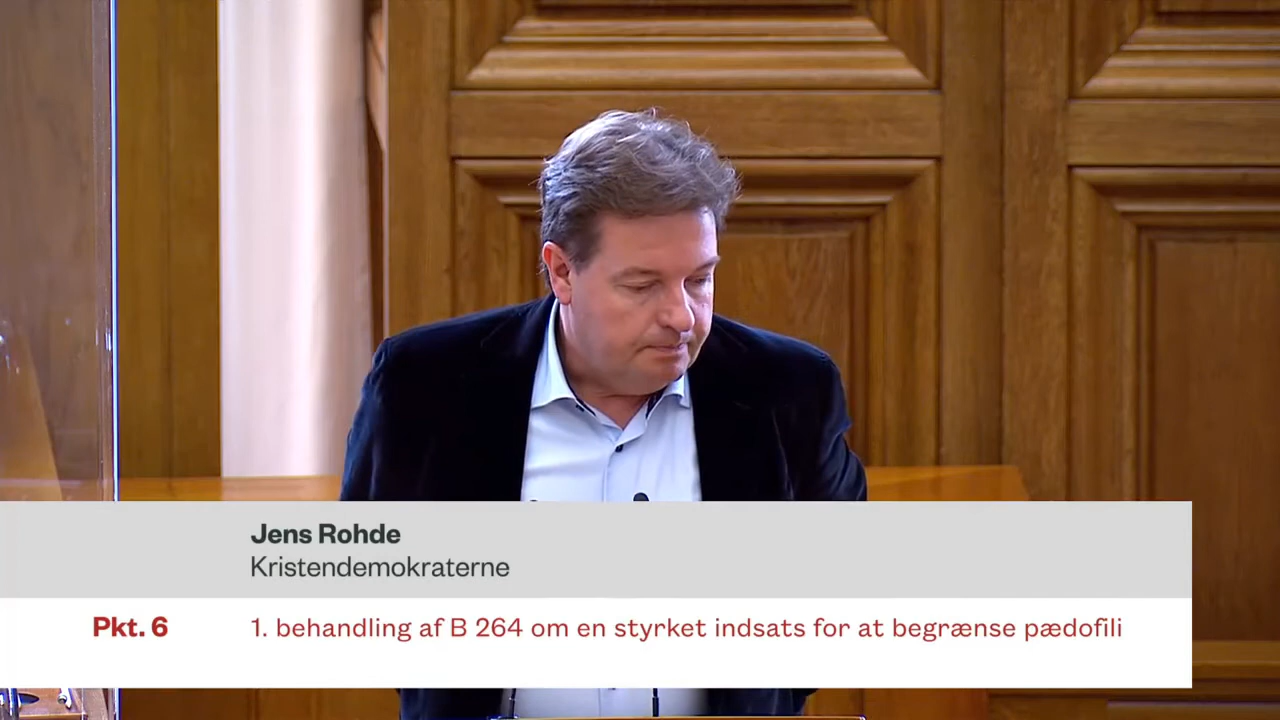 Jens Rohde
Kristendemokraterne
Pkt. 6
1. behandling af B 264 om en styrket indsats for at begrænse pædofili